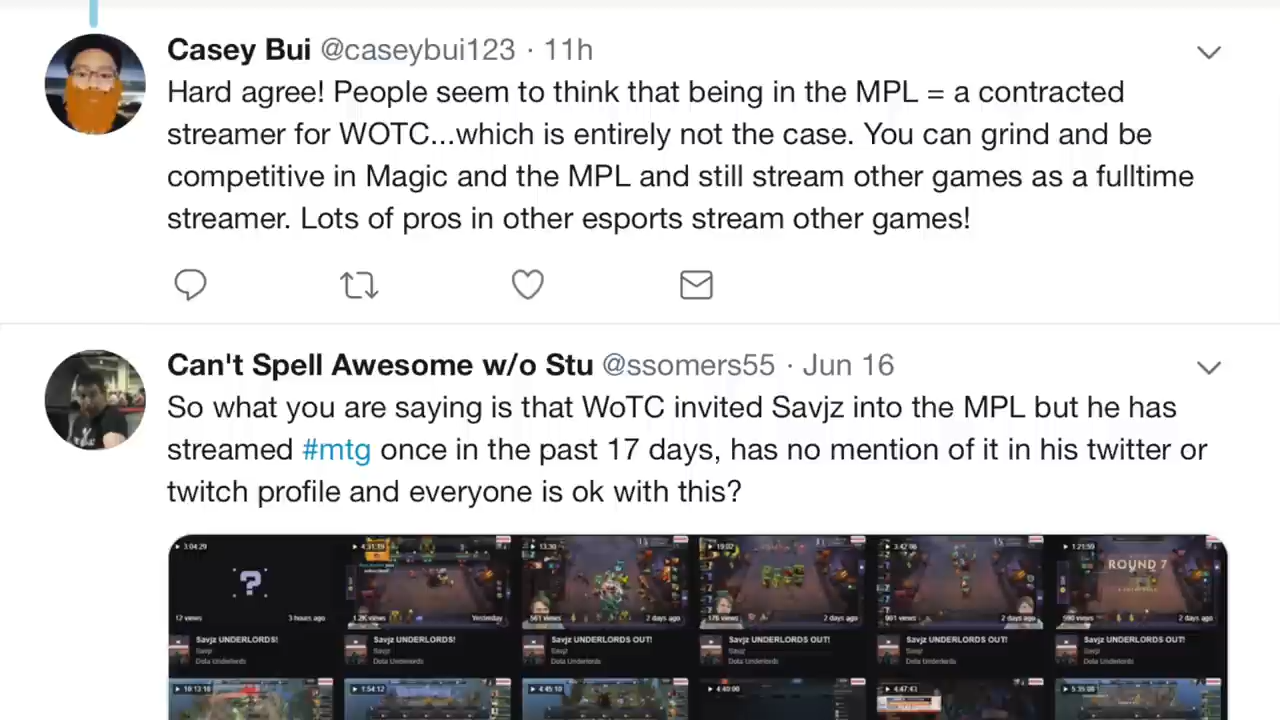 Casey Bui @caseybui123 · 11h
Hard agree! People seem to think that being in the MPL = a contracted
streamer for WOTC...which is entirely not the case. You can grind and be
competitive in Magic and the MPL and still stream other games as a fulltime
streamer. Lots of pros in other esports stream other games!
Can't Spell Awesome w/o Stu @ssomers55 · Jun 16
So what you are saying is that WoTC invited Savjz into the MPL but he has
streamed #mtg once in the past 17 days, has no mention of it in his twitter or
twitch profile and everyone is ok with this?
3:04:29 4:31:19 13:30 19:02 3:42:06 1:21:59
ROUND 7
12 views 3 hours ago 1.2K views Yesterday 561 views 2 days ago 178 views 2 days ago 901 views 2 days ago 590 views 2 days ago
Savjz UNDERLORDS! Savjz UNDERLORDS! Savjz UNDERLORDS OUT! Savjz UNDERLORDS OUT! Savjz UNDERLORDS OUT! Savjz UNDERLORDS OUT!
Savjz Savjz Savjz Savjz Savjz Savjz
Dota Underlords Dota Underlords Dota Underlords Dota Underlords Dota Underlords Dota Underlords
10:13:10 1:54:12 4:45:10 4:40:00 4:47:43 5:35:08